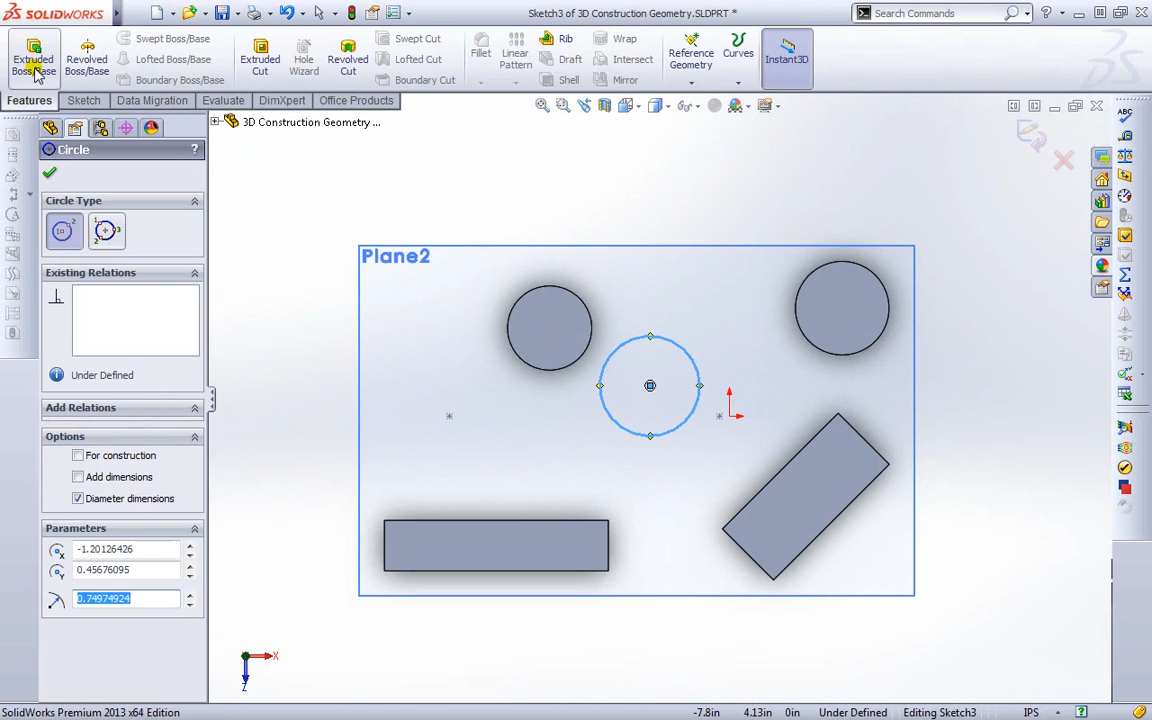 SOLIDWORKS
Sketch3 of 3D Construction Geometry.SLDPRT *
Search Commands
Extruded Boss/Base
Revolved Boss/Base
Swept Boss/Base
Lofted Boss/Base
Boundary Boss/Base
Extruded Cut
Hole Wizard
Revolved Cut
Swept Cut
Lofted Cut
Boundary Cut
Fillet
Linear Pattern
Rib
Draft
Shell
Wrap
Intersect
Mirror
Reference Geometry
Curves
Instant3D
Features
Sketch
Data Migration
Evaluate
DimXpert
Office Products
3D Construction Geometry ...
Circle
?
Circle Type
Existing Relations
Under Defined
Add Relations
Options
For construction
Add dimensions
Diameter dimensions
Parameters
-1.20126426
0.45676095
0.74974924
Plane2
X
Z
SolidWorks Premium 2013 x64 Edition
-7.8in
4.13in
0in
Under Defined
Editing Sketch3
IPS